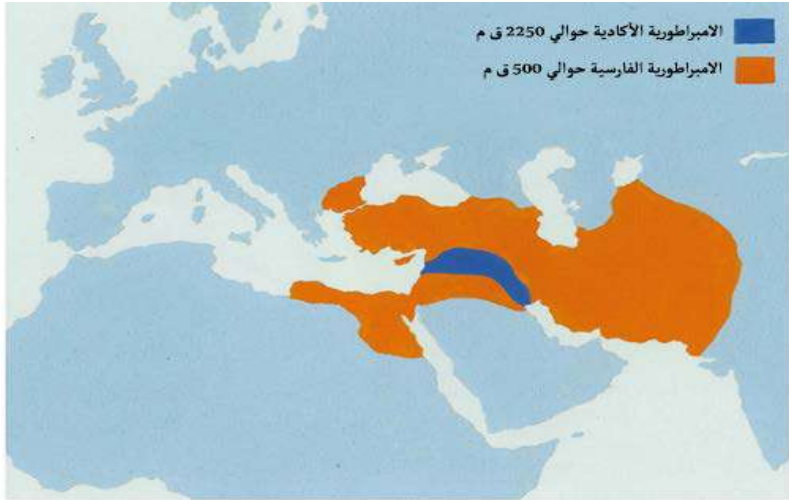 الامبراطورية الأكادية حوالي 2250 ق م
الامبراطورية الفارسية حوالي 500 ق م